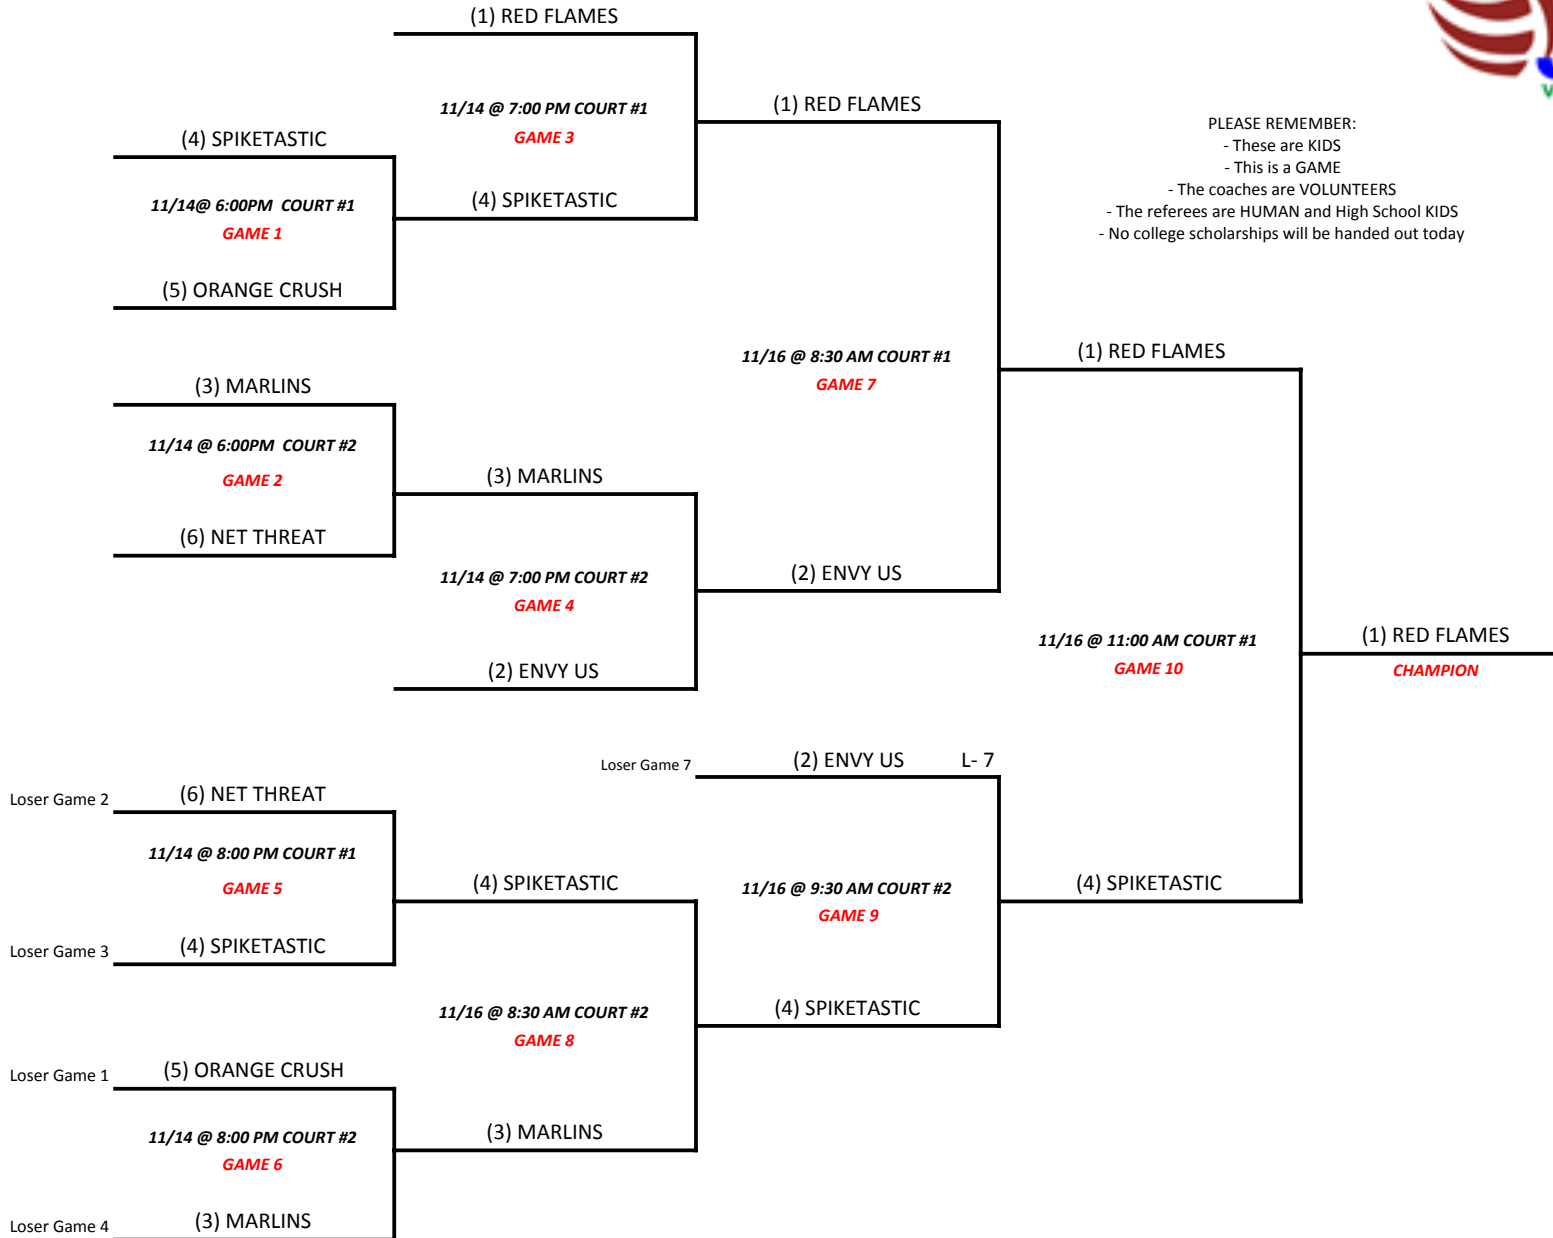 (1) RED FLAMES
11/14 @ 7:00 PM COURT #1
GAME 3
(1) RED FLAMES
PLEASE REMEMBER:
- These are KIDS
- This is a GAME
- The coaches are VOLUNTEERS
- The referees are HUMAN and High School KIDS
- No college scholarships will be handed out today
(4) SPIKETASTIC
11/14@ 6:00PM  COURT #1
GAME 1
(4) SPIKETASTIC
(5) ORANGE CRUSH
11/16 @ 8:30 AM COURT #1
GAME 7
(1) RED FLAMES
(3) MARLINS
11/14 @ 6:00PM  COURT #2
GAME 2
(3) MARLINS
(6) NET THREAT
11/14 @ 7:00 PM COURT #2
GAME 4
(2) ENVY US
(2) ENVY US
11/16 @ 11:00 AM COURT #1
GAME 10
(1) RED FLAMES
CHAMPION
Loser Game 7
(2) ENVY US
L- 7
Loser Game 2
(6) NET THREAT
11/14 @ 8:00 PM COURT #1
GAME 5
(4) SPIKETASTIC
11/16 @ 9:30 AM COURT #2
GAME 9
(4) SPIKETASTIC
Loser Game 3
(4) SPIKETASTIC
11/16 @ 8:30 AM COURT #2
GAME 8
(4) SPIKETASTIC
Loser Game 1
(5) ORANGE CRUSH
11/14 @ 8:00 PM COURT #2
GAME 6
(3) MARLINS
Loser Game 4
(3) MARLINS